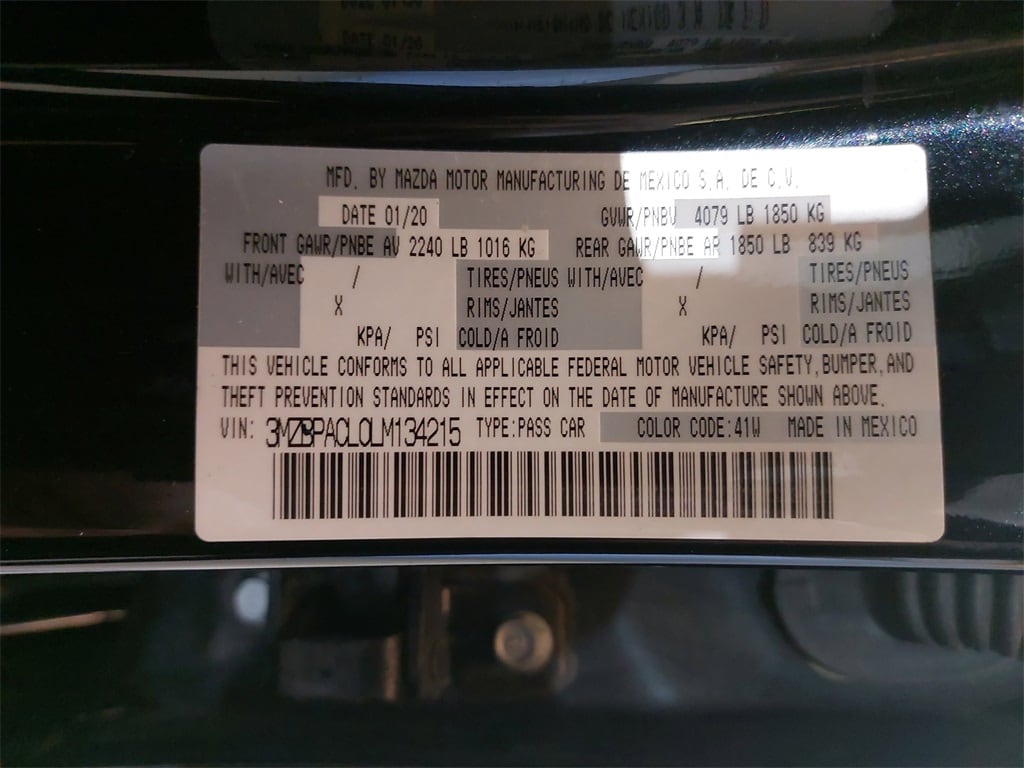 DATE 01/20
MFD. BY MAZDA MOTOR MANUFACTURING DE MEXICO S.A. DE C.V.
DATE 01/20 GVWR/PNBV 4079 LB 1850 KG
FRONT GAWR/PNBE AV 2240 LB 1016 KG REAR GAWR/PNBE AR 1850 LB 839 KG
WITH/AVEC / TIRES/PNEUS WITH/AVEC / TIRES/PNEUS
X RIMS/JANTES X RIMS/JANTES
KPA/ PSI COLD/A FROID KPA/ PSI COLD/A FROID
THIS VEHICLE CONFORMS TO ALL APPLICABLE FEDERAL MOTOR VEHICLE SAFETY, BUMPER, AND
THEFT PREVENTION STANDARDS IN EFFECT ON THE DATE OF MANUFACTURE SHOWN ABOVE.
VIN: 3MZBPACL0LM134215 TYPE:PASS CAR COLOR CODE:41W MADE IN MEXICO